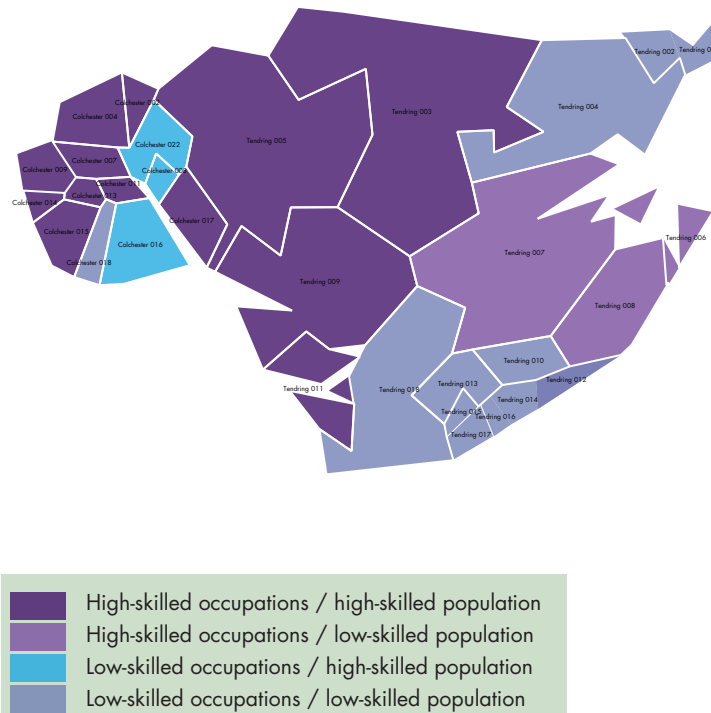 Tendring 002
Tendring 0
Colchester 002
Tendring 004
Colchester 004
Tendring 003
Tendring 005
Colchester 022
Colchester 007
Colchester 009
Colchester 008
Colchester 011
Colchester 013
Colchester 014
Colchester 017
Colchester 015
Tendring 006
Colchester 016
Tendring 007
Colchester 018
Tendring 009
Tendring 008
Tendring 010
Tendring 012
Tendring 011
Tendring 018
Tendring 013
Tendring 014
Tendring 015
Tendring 016
Tendring 017
High-skilled occupations / high-skilled population
High-skilled occupations / low-skilled population
Low-skilled occupations / high-skilled population
Low-skilled occupations / low-skilled population